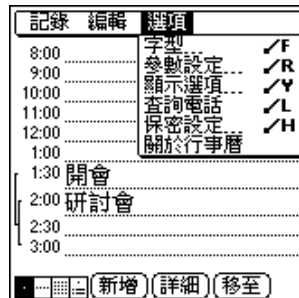 記錄 編輯 選項
字型... /F
參數設定... /R
顯示選項... /Y
查詢電話 /L
保密設定... /H
關於行事曆
8:00
9:00
10:00
11:00
12:00
1:00
1:30 開會
2:00 研討會
2:30
3:00
新增 詳細 移至